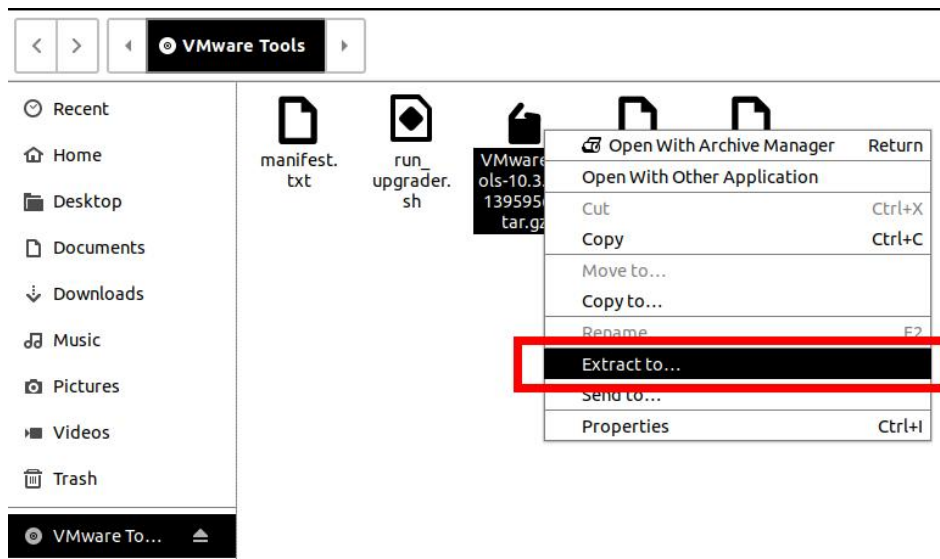 VMware Tools
Recent
Home
Desktop
Documents
Downloads
Music
Pictures
Videos
Trash
VMware To...
manifest.
txt
run_
upgrader.
sh
VMware
ols-10.3.
139595
tar.gz
Open With Archive Manager Return
Open With Other Application
Cut Ctrl+X
Copy Ctrl+C
Move to...
Copy to...
Rename F2
Extract to...
Send to...
Properties Ctrl+I